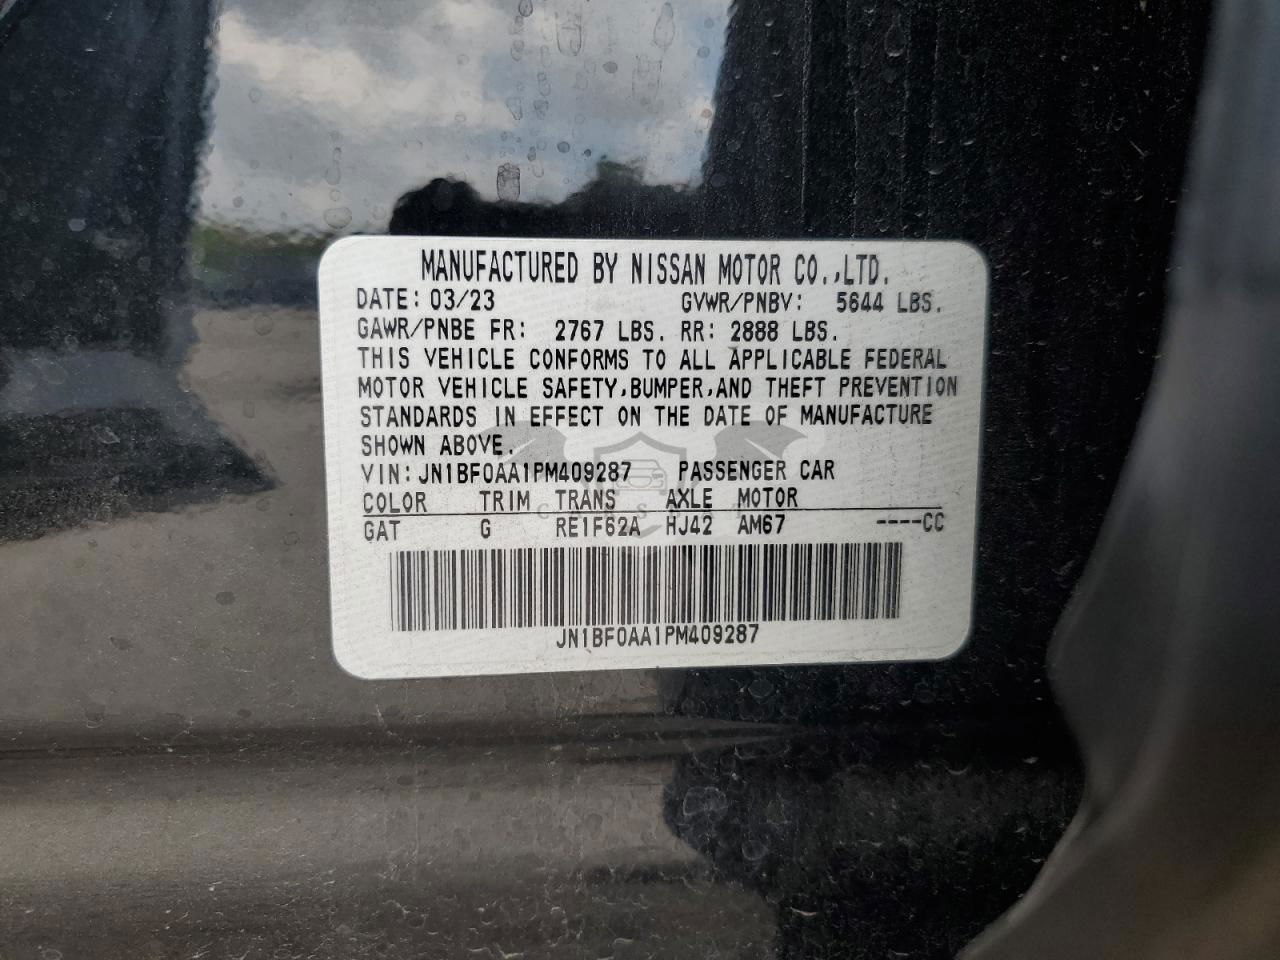 MANUFACTURED BY NISSAN MOTOR CO.,LTD.
DATE: 03/23 GVWR/PNBV: 5644 LBS.
GAWR/PNBE FR: 2767 LBS. RR: 2888 LBS.
THIS VEHICLE CONFORMS TO ALL APPLICABLE FEDERAL
MOTOR VEHICLE SAFETY,BUMPER,AND THEFT PREVENTION
STANDARDS IN EFFECT ON THE DATE OF MANUFACTURE
SHOWN ABOVE.
VIN: JN1BF0AA1PM409287 PASSENGER CAR
COLOR TRIM TRANS AXLE MOTOR
GAT G RE1F62A HJ42 AM67 ----CC
JN1BF0AA1PM409287